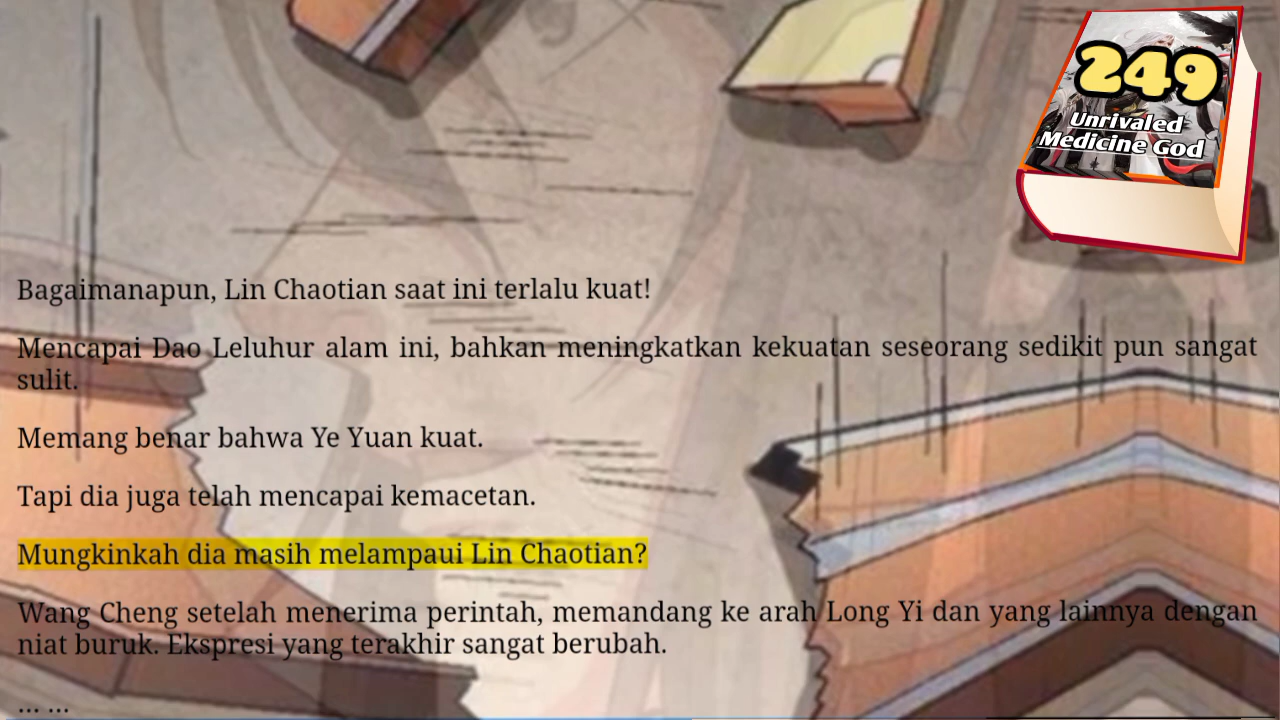 249
Unrivaled
Medicine God
Bagaimanapun, Lin Chaotian saat ini terlalu kuat!
Mencapai Dao Leluhur alam ini, bahkan meningkatkan kekuatan seseorang sedikit pun sangat
sulit.
Memang benar bahwa Ye Yuan kuat.
Tapi dia juga telah mencapai kemacetan.
Mungkinkah dia masih melampaui Lin Chaotian?
Wang Cheng setelah menerima perintah, memandang ke arah Long Yi dan yang lainnya dengan
niat buruk. Ekspresi yang terakhir sangat berubah.
... ...